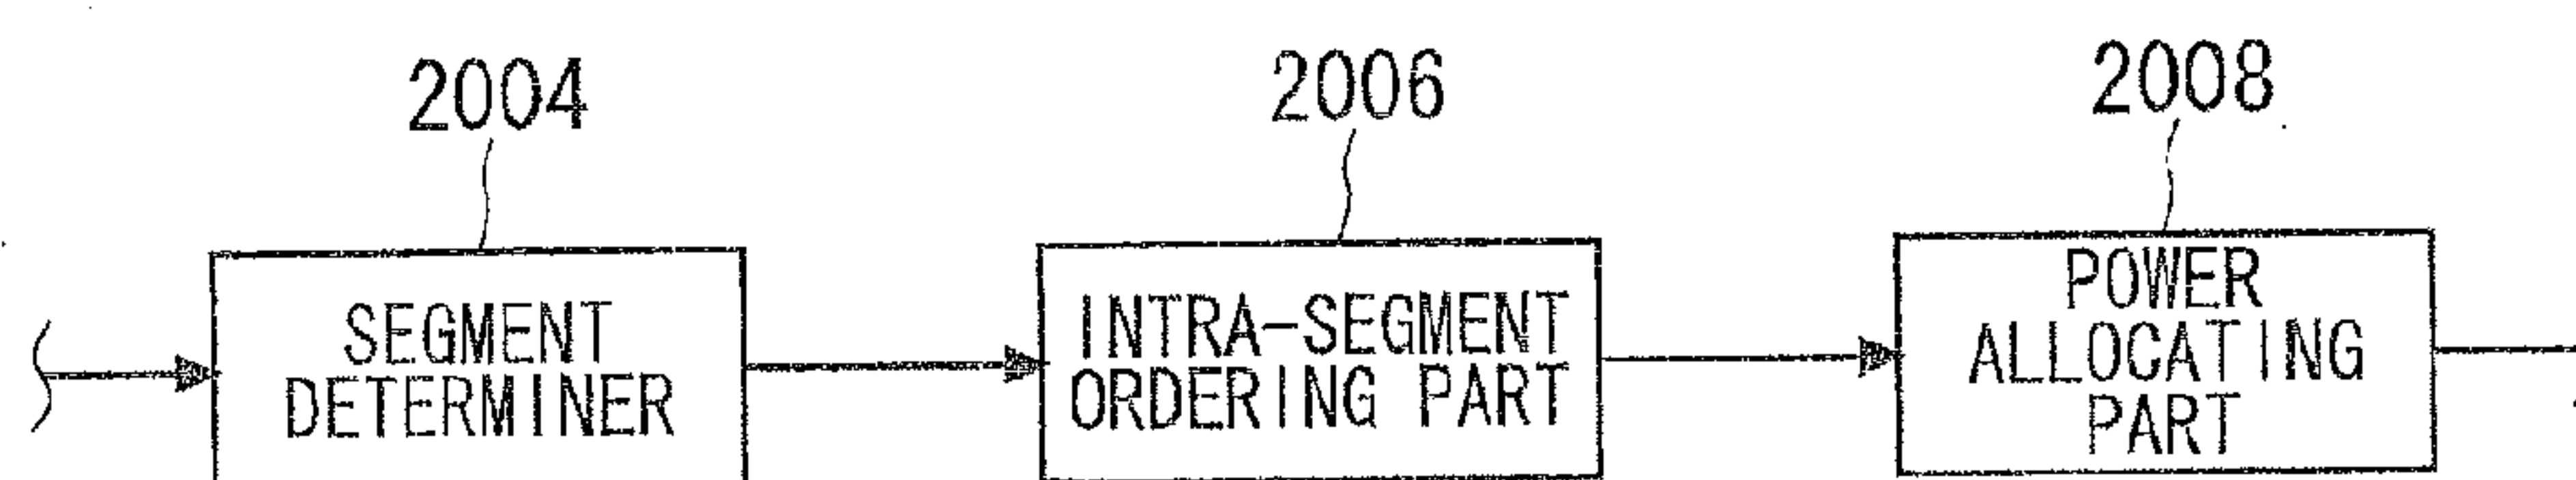 2004
2006
2008
SEGMENT
DETERMINER
INTRA-SEGMENT
ORDERING PART
POWER
ALLOCATING
PART